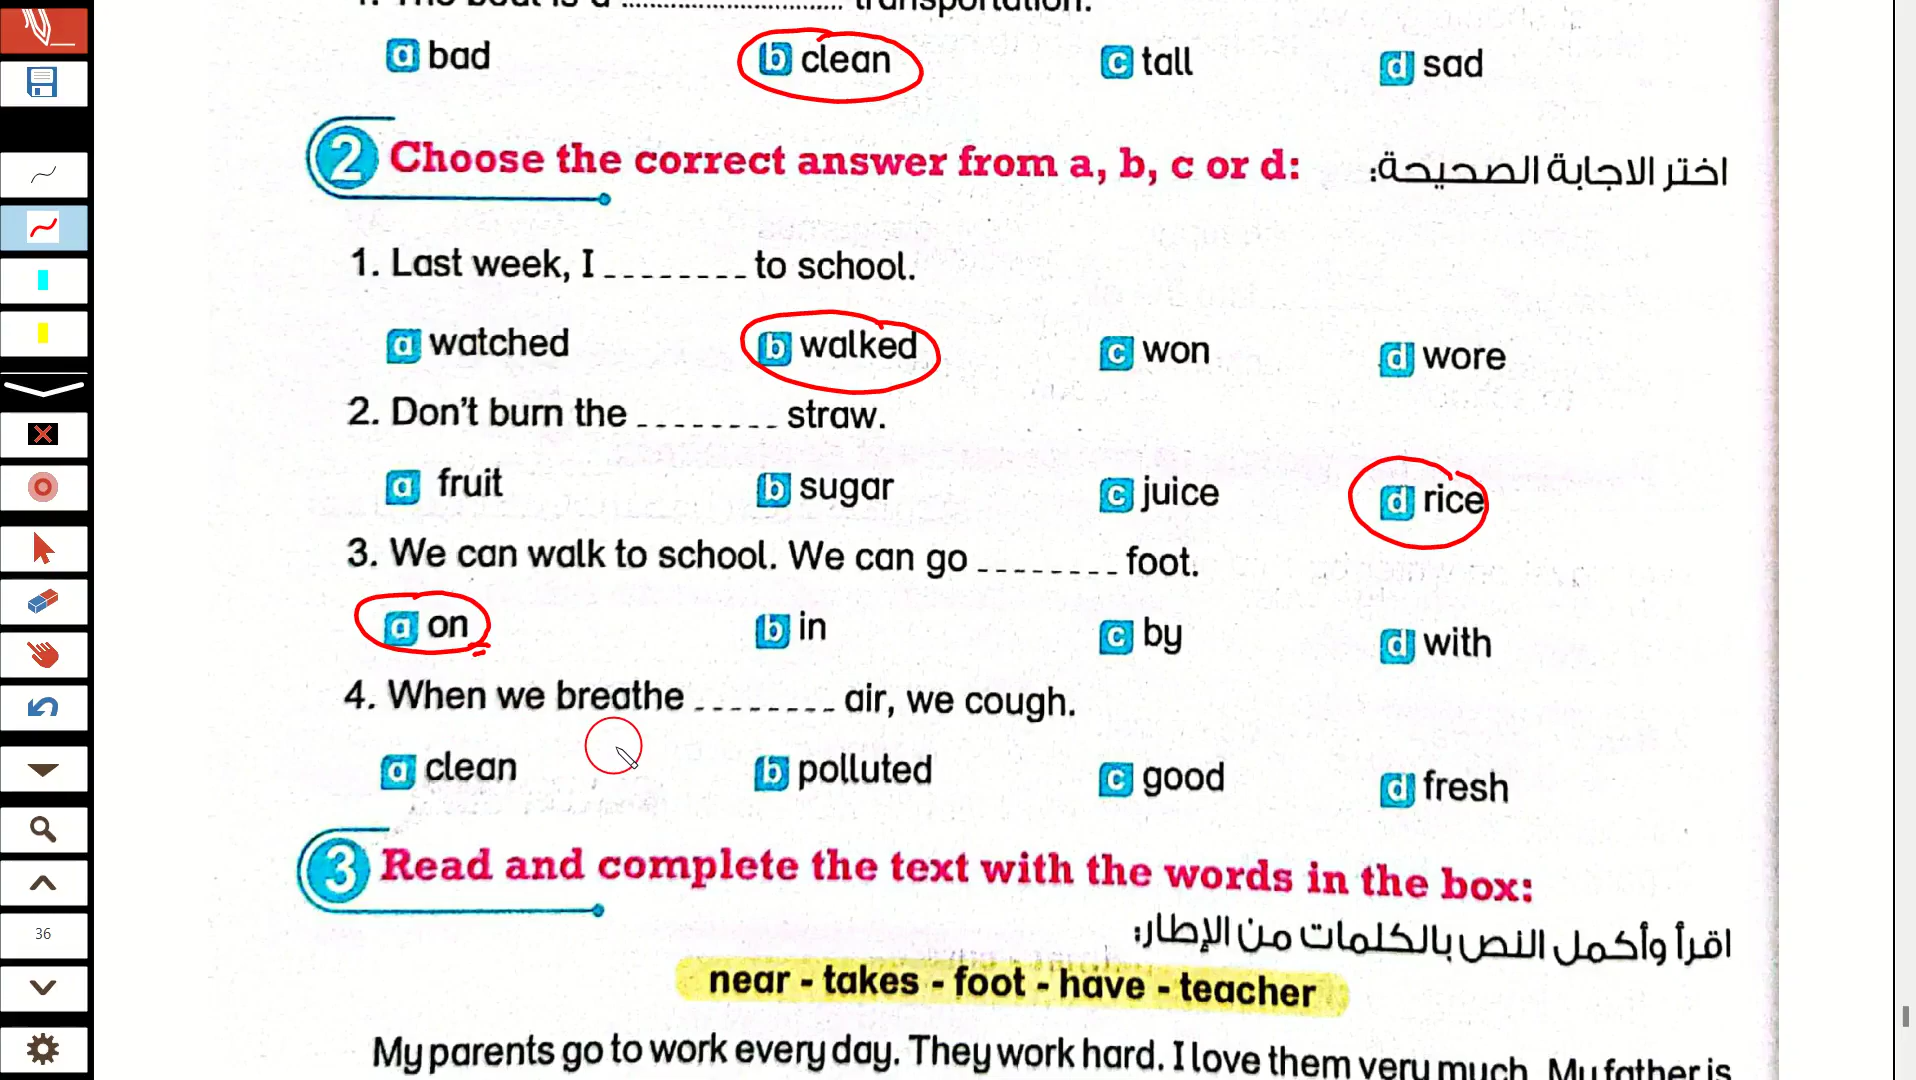 transportation.
a bad b clean c tall d sad
2 Choose the correct answer from a, b, c or d: اختر الاجابة الصحيحة:
1. Last week, I -------- to school.
a watched b walked c won d wore
2. Don't burn the -------- straw.
a fruit b sugar c juice d rice
3. We can walk to school. We can go -------- foot.
a on b in c by d with
4. When we breathe -------- air, we cough.
a clean b polluted c good d fresh
3 Read and complete the text with the words in the box:
اقرأ وأكمل النص بالكلمات من الإطار:
near - takes - foot - have - teacher
My parents go to work every day. They work hard. I love them very much. My father is
36